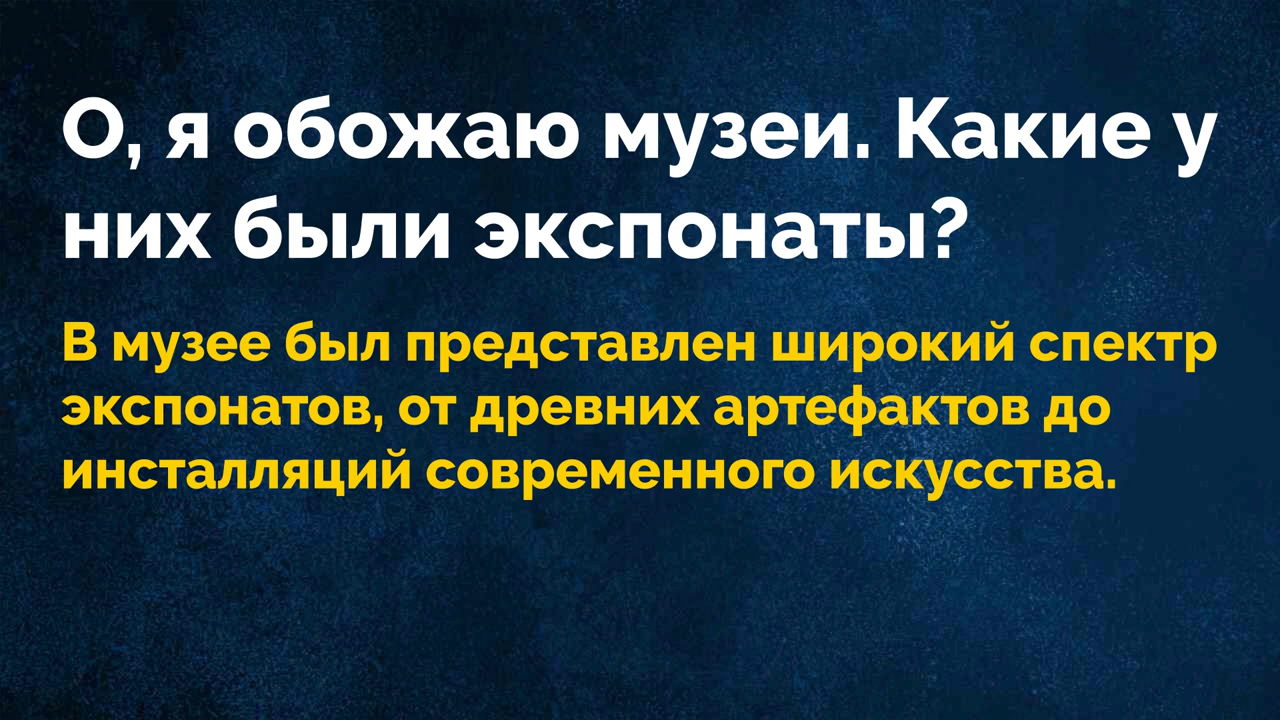 О, я обожаю музеи. Какие у
них были экспонаты?
В музее был представлен широкий спектр
экспонатов, от древних артефактов до
инсталляций современного искусства.